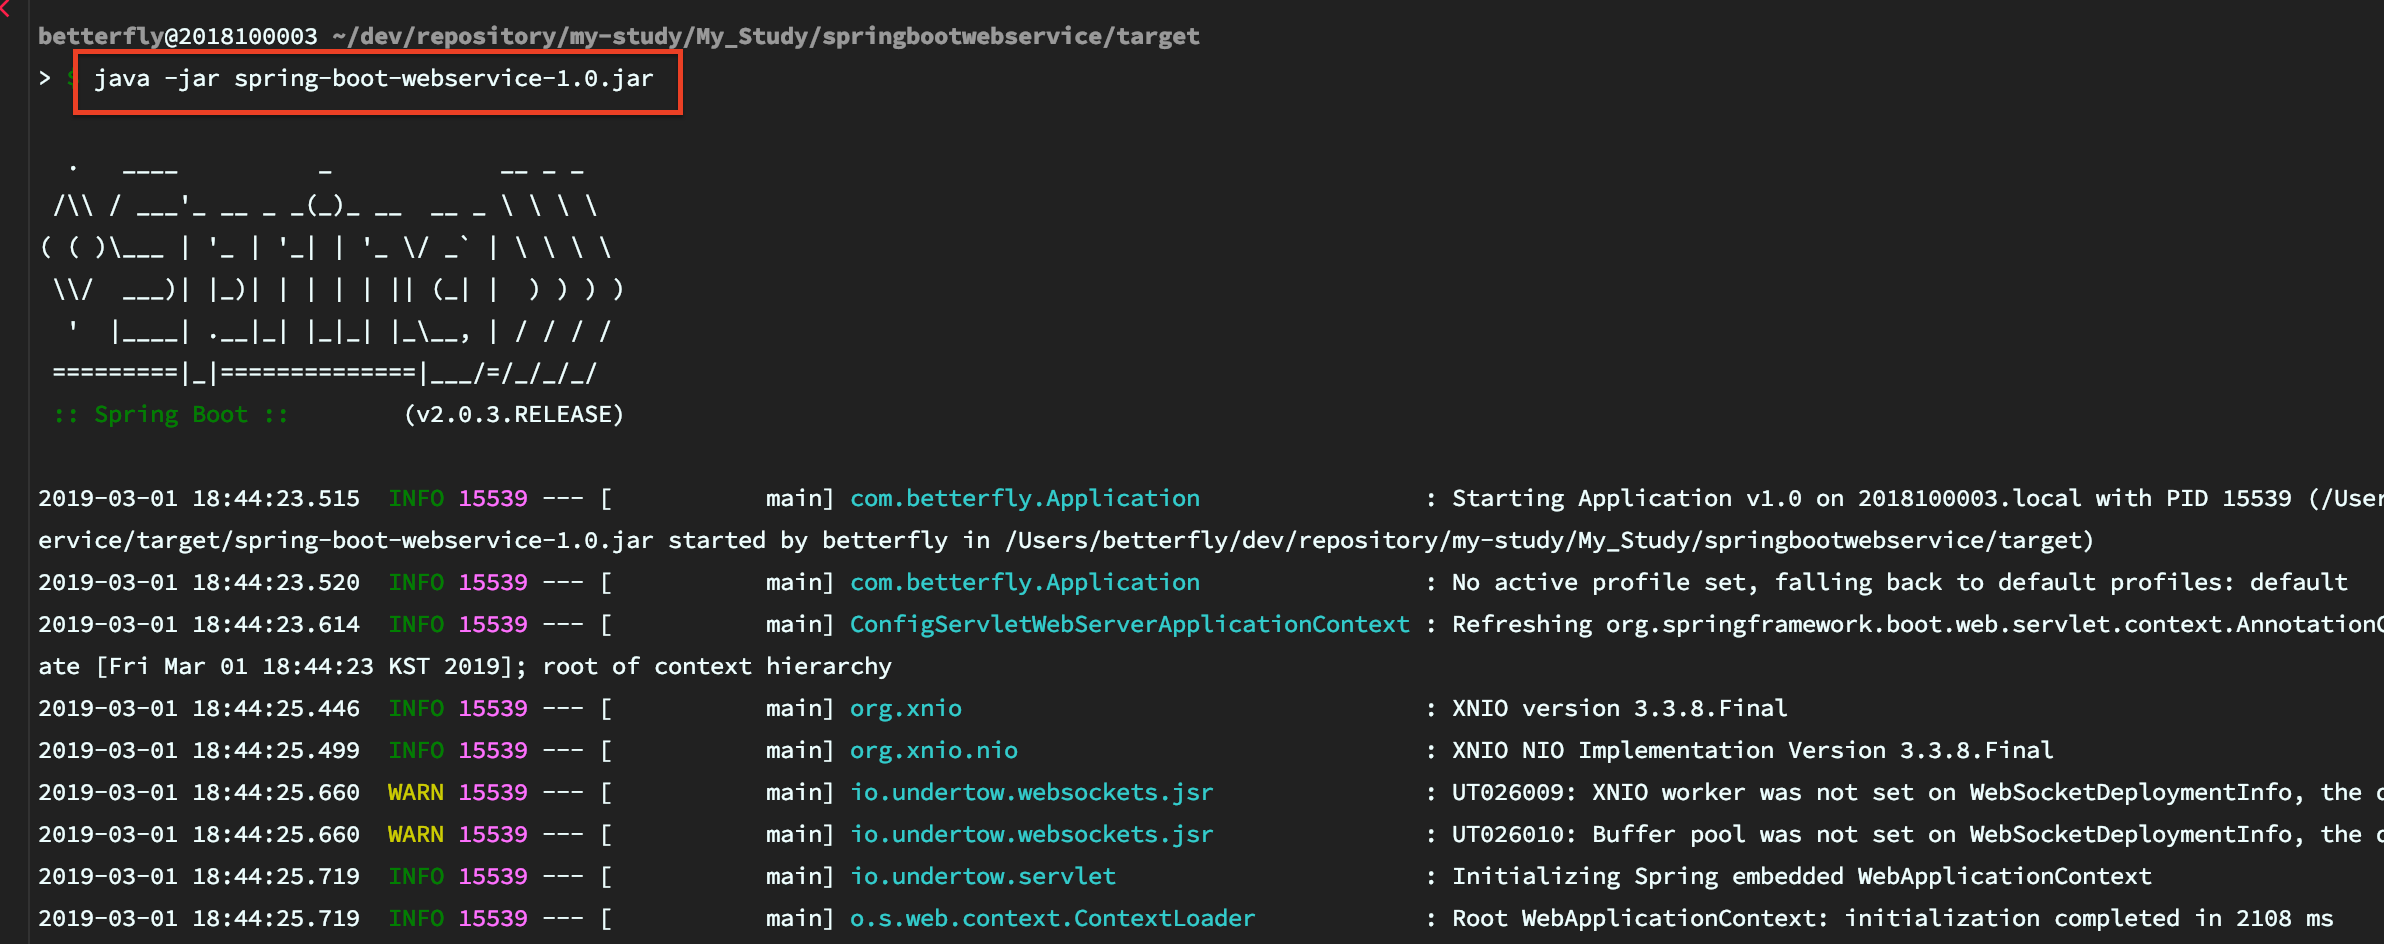 betterfly@2018100003 ~/dev/repository/my-study/My_Study/springbootwebservice/target
> $ java -jar spring-boot-webservice-1.0.jar
  .   ____          _            __ _ _
 /\\ / ___'_ __ _ _(_)_ __  __ _ \ \ \ \
( ( )\___ | '_ | '_| | '_ \/ _` | \ \ \ \
 \\/  ___)| |_)| | | | | || (_| |  ) ) ) )
  '  |____| .__|_| |_|_| |_\__, | / / / /
 =========|_|==============|___/=/_/_/_/
 :: Spring Boot ::        (v2.0.3.RELEASE)
2019-03-01 18:44:23.515  INFO 15539 --- [           main] com.betterfly.Application                : Starting Application v1.0 on 2018100003.local with PID 15539 (/User
ervice/target/spring-boot-webservice-1.0.jar started by betterfly in /Users/betterfly/dev/repository/my-study/My_Study/springbootwebservice/target)
2019-03-01 18:44:23.520  INFO 15539 --- [           main] com.betterfly.Application                : No active profile set, falling back to default profiles: default
2019-03-01 18:44:23.614  INFO 15539 --- [           main] ConfigServletWebServerApplicationContext : Refreshing org.springframework.boot.web.servlet.context.AnnotationC
ate [Fri Mar 01 18:44:23 KST 2019]; root of context hierarchy
2019-03-01 18:44:25.446  INFO 15539 --- [           main] org.xnio                                 : XNIO version 3.3.8.Final
2019-03-01 18:44:25.499  INFO 15539 --- [           main] org.xnio.nio                             : XNIO NIO Implementation Version 3.3.8.Final
2019-03-01 18:44:25.660  WARN 15539 --- [           main] io.undertow.websockets.jsr               : UT026009: XNIO worker was not set on WebSocketDeploymentInfo, the
2019-03-01 18:44:25.660  WARN 15539 --- [           main] io.undertow.websockets.jsr               : UT026010: Buffer pool was not set on WebSocketDeploymentInfo, the
2019-03-01 18:44:25.719  INFO 15539 --- [           main] io.undertow.servlet                      : Initializing Spring embedded WebApplicationContext
2019-03-01 18:44:25.719  INFO 15539 --- [           main] o.s.web.context.ContextLoader            : Root WebApplicationContext: initialization completed in 2108 ms